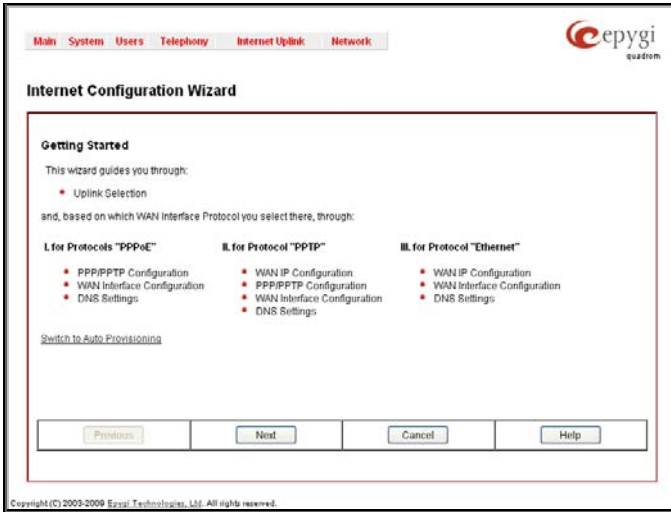 Main System Users Telephony Internet Uplink Network
epygi
quadrom
Internet Configuration Wizard
Getting Started
This wizard guides you through:
Uplink Selection
and, based on which WAN Interface Protocol you select there, through:
I. for Protocols "PPPoE"
PPP/PPTP Configuration
WAN Interface Configuration
DNS Settings
II. for Protocol "PPTP"
WAN IP Configuration
PPP/PPTP Configuration
WAN Interface Configuration
DNS Settings
III. for Protocol "Ethernet"
WAN IP Configuration
WAN Interface Configuration
DNS Settings
Switch to Auto Provisioning
Previous Next Cancel Help
Copyright (C) 2003-2009 Epygi Technologies, Ltd. All rights reserved.